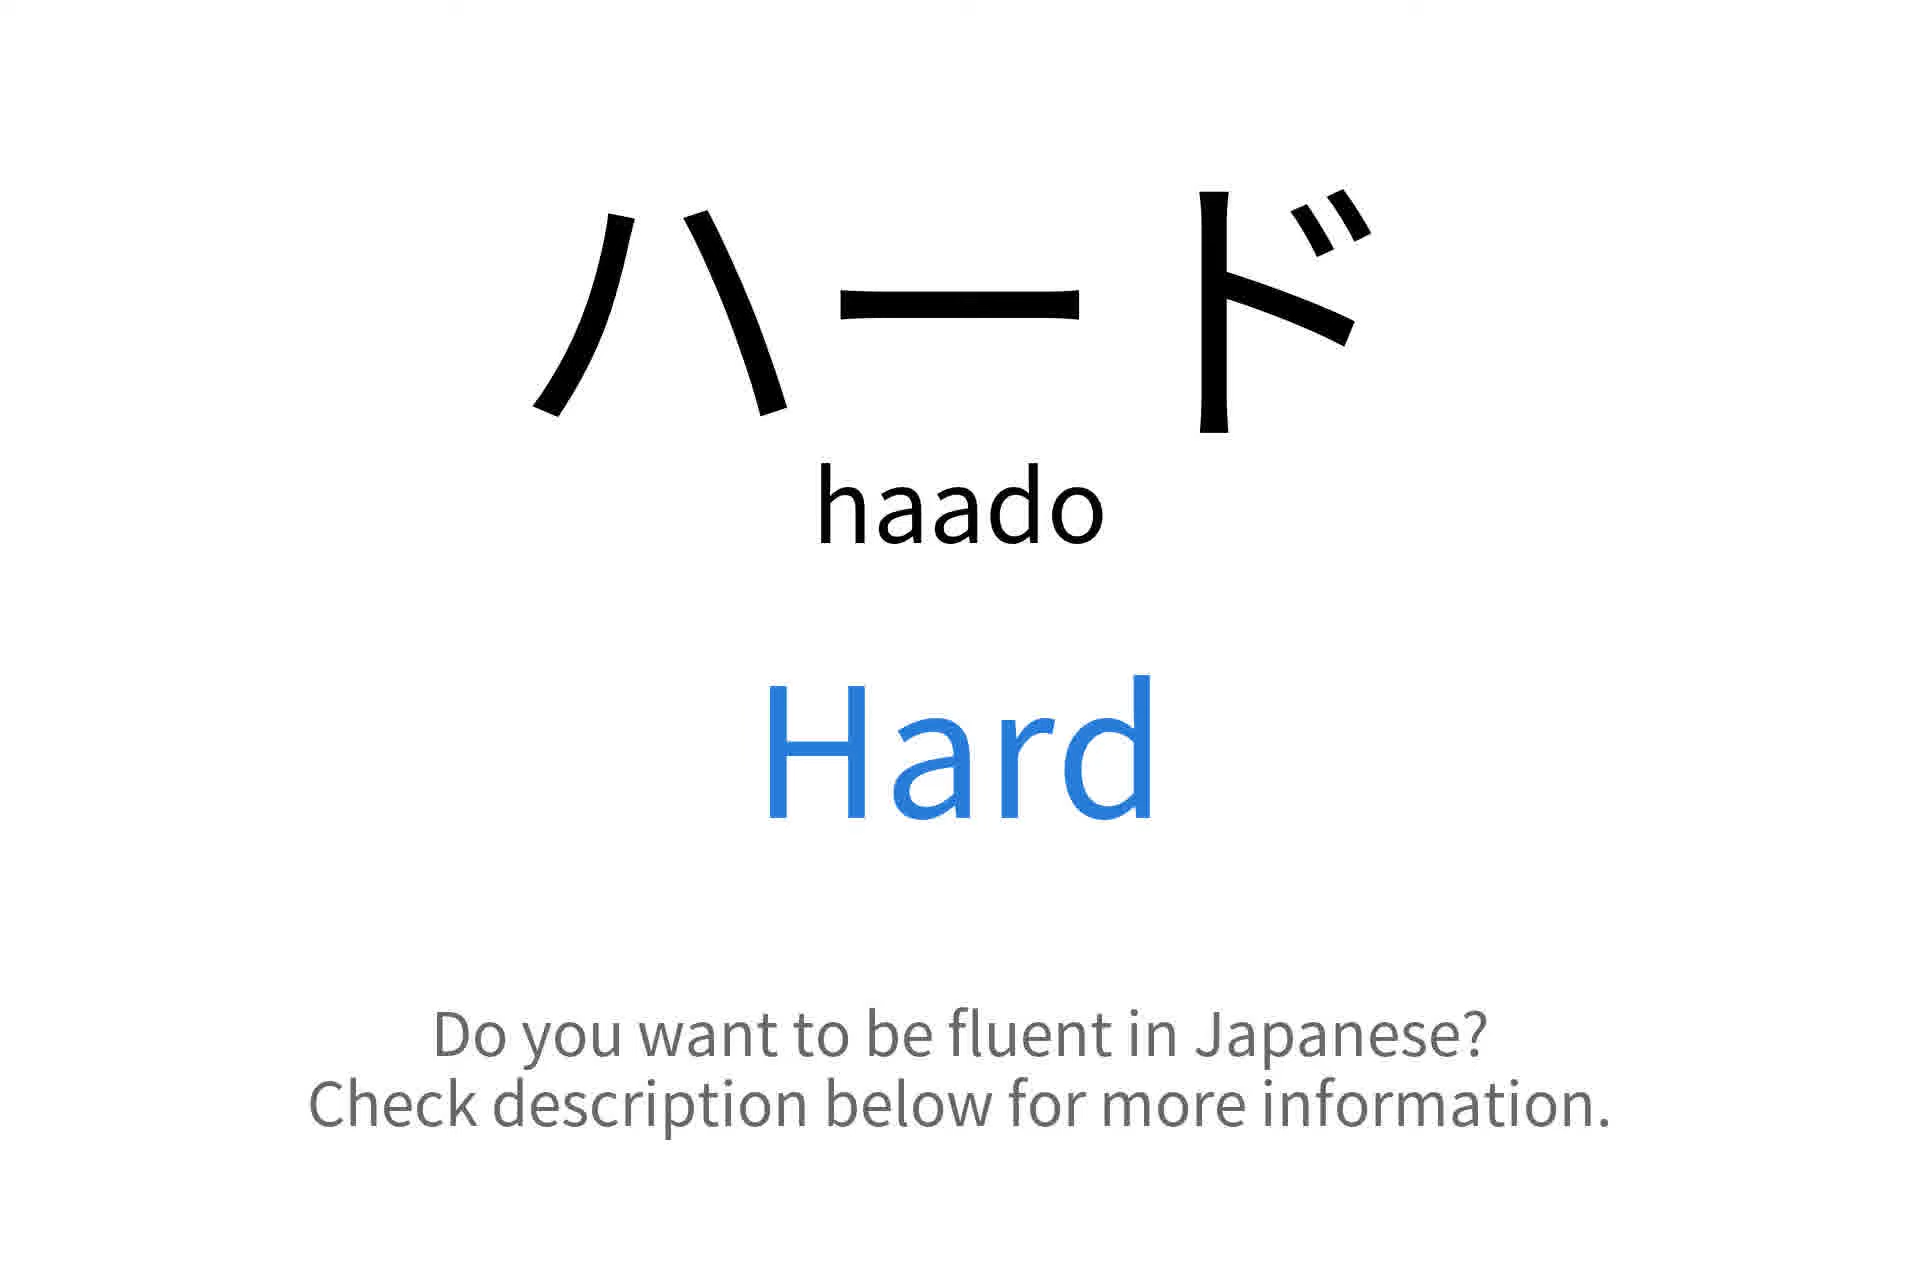 ハード
haado
Hard
Do you want to be fluent in Japanese?
Check description below for more information.